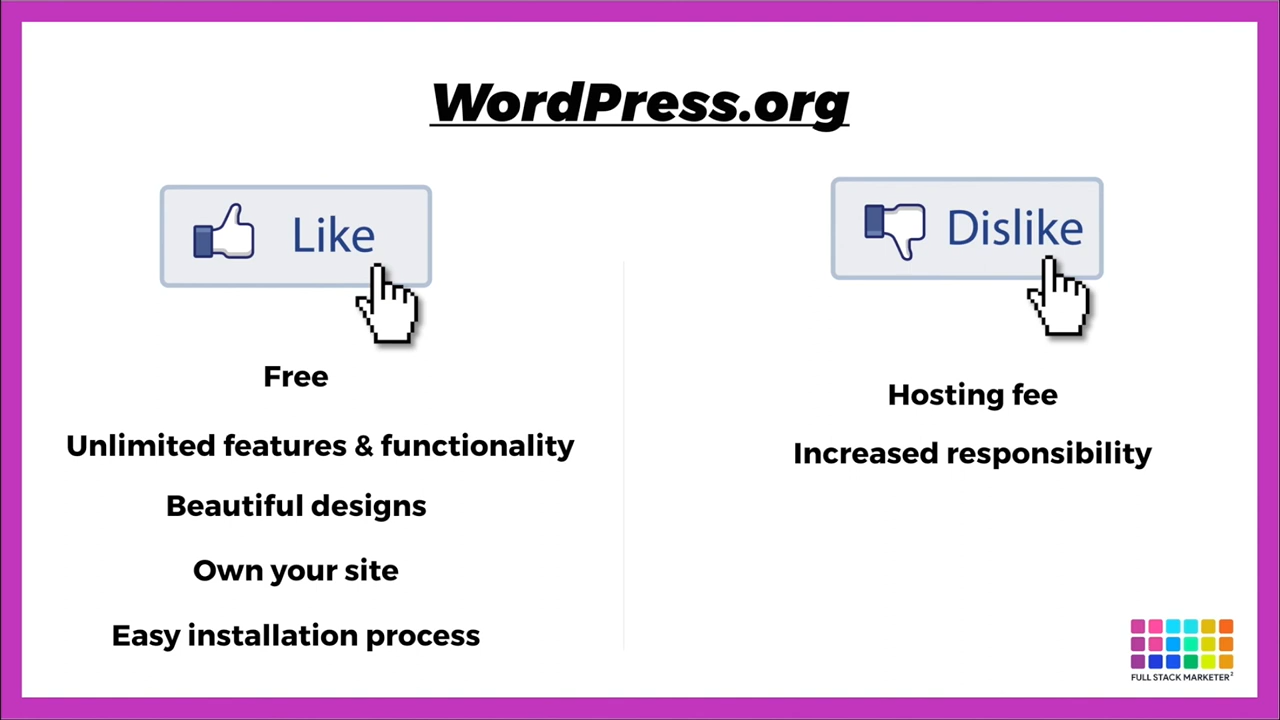 WordPress.org
Like
Free
Unlimited features & functionality
Beautiful designs
Own your site
Easy installation process
Dislike
Hosting fee
Increased responsibility
FULL STACK MARKETER²